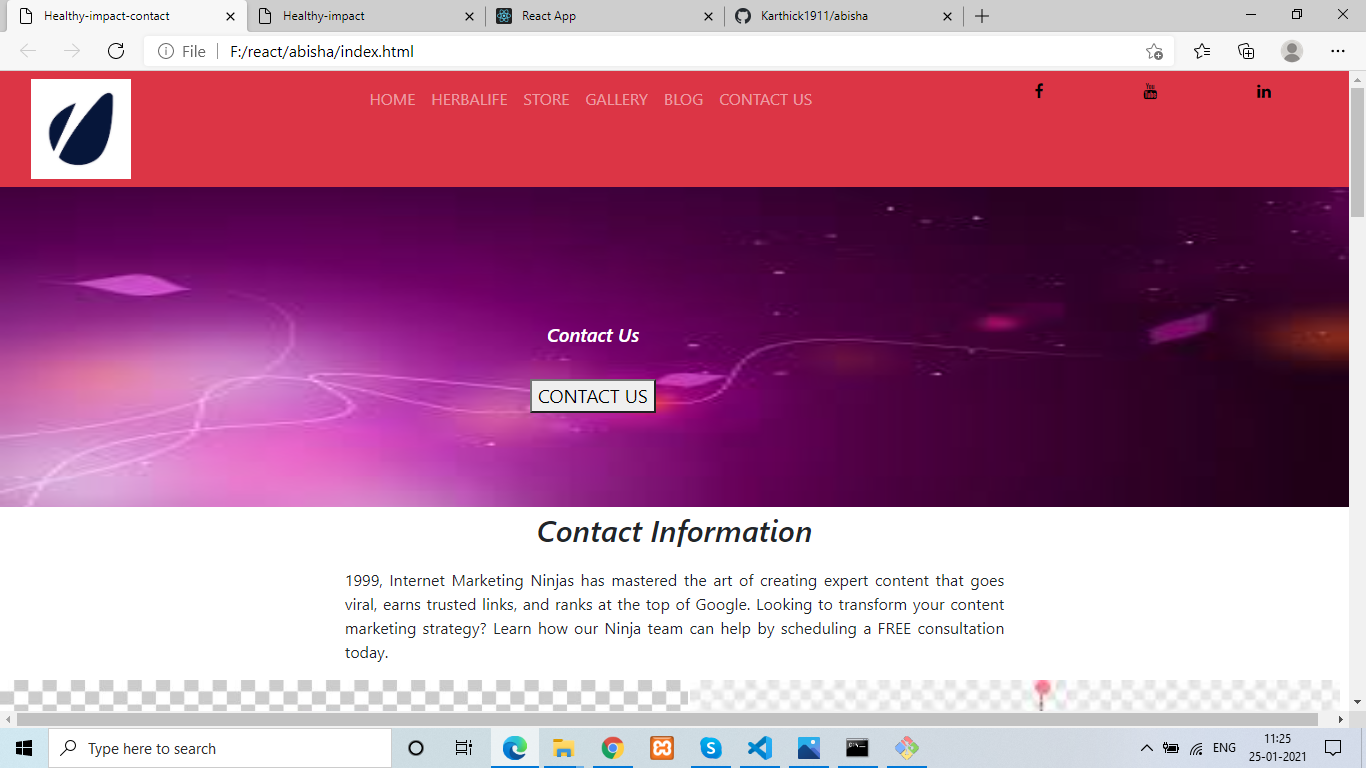 Healthy-impact-contact
Healthy-impact
React App
Karthick1911/abisha
File
F:/react/abisha/index.html
HOME HERBALIFE STORE GALLERY BLOG CONTACT US
You
Tube
Contact Us
CONTACT US
Contact Information
1999, Internet Marketing Ninjas has mastered the art of creating expert content that goes
viral, earns trusted links, and ranks at the top of Google. Looking to transform your content
marketing strategy? Learn how our Ninja team can help by scheduling a FREE consultation
today.
Type here to search
ENG
11:25
25-01-2021